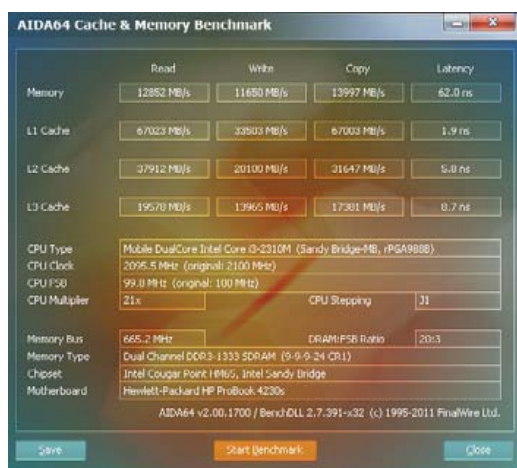 AIDA64 Cache & Memory Benchmark
Read Write Copy Latency
Memory 12852 MB/s 11650 MB/s 13997 MB/s 62.0 ns
L1 Cache 67023 MB/s 33503 MB/s 67003 MB/s 1.9 ns
L2 Cache 37912 MB/s 20100 MB/s 31647 MB/s 5.8 ns
L3 Cache 19578 MB/s 13965 MB/s 17381 MB/s 8.7 ns
CPU Type Mobile DualCore Intel Core i3-2310M (Sandy Bridge-MB, rPGA988B)
CPU Clock 2095.5 MHz (original: 2100 MHz)
CPU FSB 99.8 MHz (original: 100 MHz)
CPU Multiplier 21x CPU Stepping J1
Memory Bus 665.2 MHz DRAM:FSB Ratio 20:3
Memory Type Dual Channel DDR3-1333 SDRAM (9-9-9-24 CR1)
Chipset Intel Cougar Point HM65, Intel Sandy Bridge
Motherboard Hewlett-Packard HP ProBook 4230s
AIDA64 v2.00.1700 / BenchDLL 2.7.391-x32 (c) 1995-2011 FinalWire Ltd.
Save Start Benchmark Close